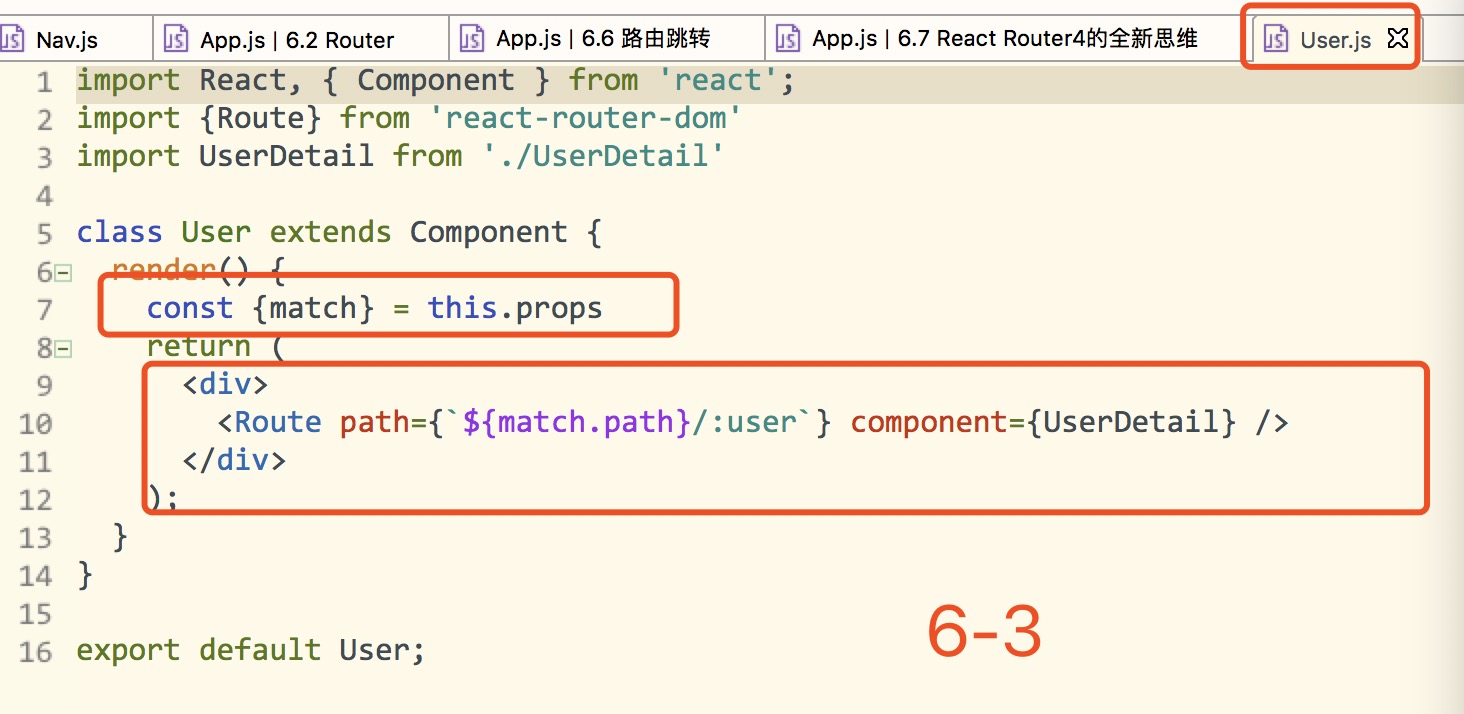 Nav.js
App.js | 6.2 Router
App.js | 6.6 路由跳转
App.js | 6.7 React Router4的全新思维
User.js
1 import React, { Component } from 'react';
2 import {Route} from 'react-router-dom'
3 import UserDetail from './UserDetail'
4
5 class User extends Component {
6 render() {
7 const {match} = this.props
8 return (
9 <div>
10 <Route path={`${match.path}/:user`} component={UserDetail} />
11 </div>
12 );
13 }
14 }
15
16 export default User;
6-3